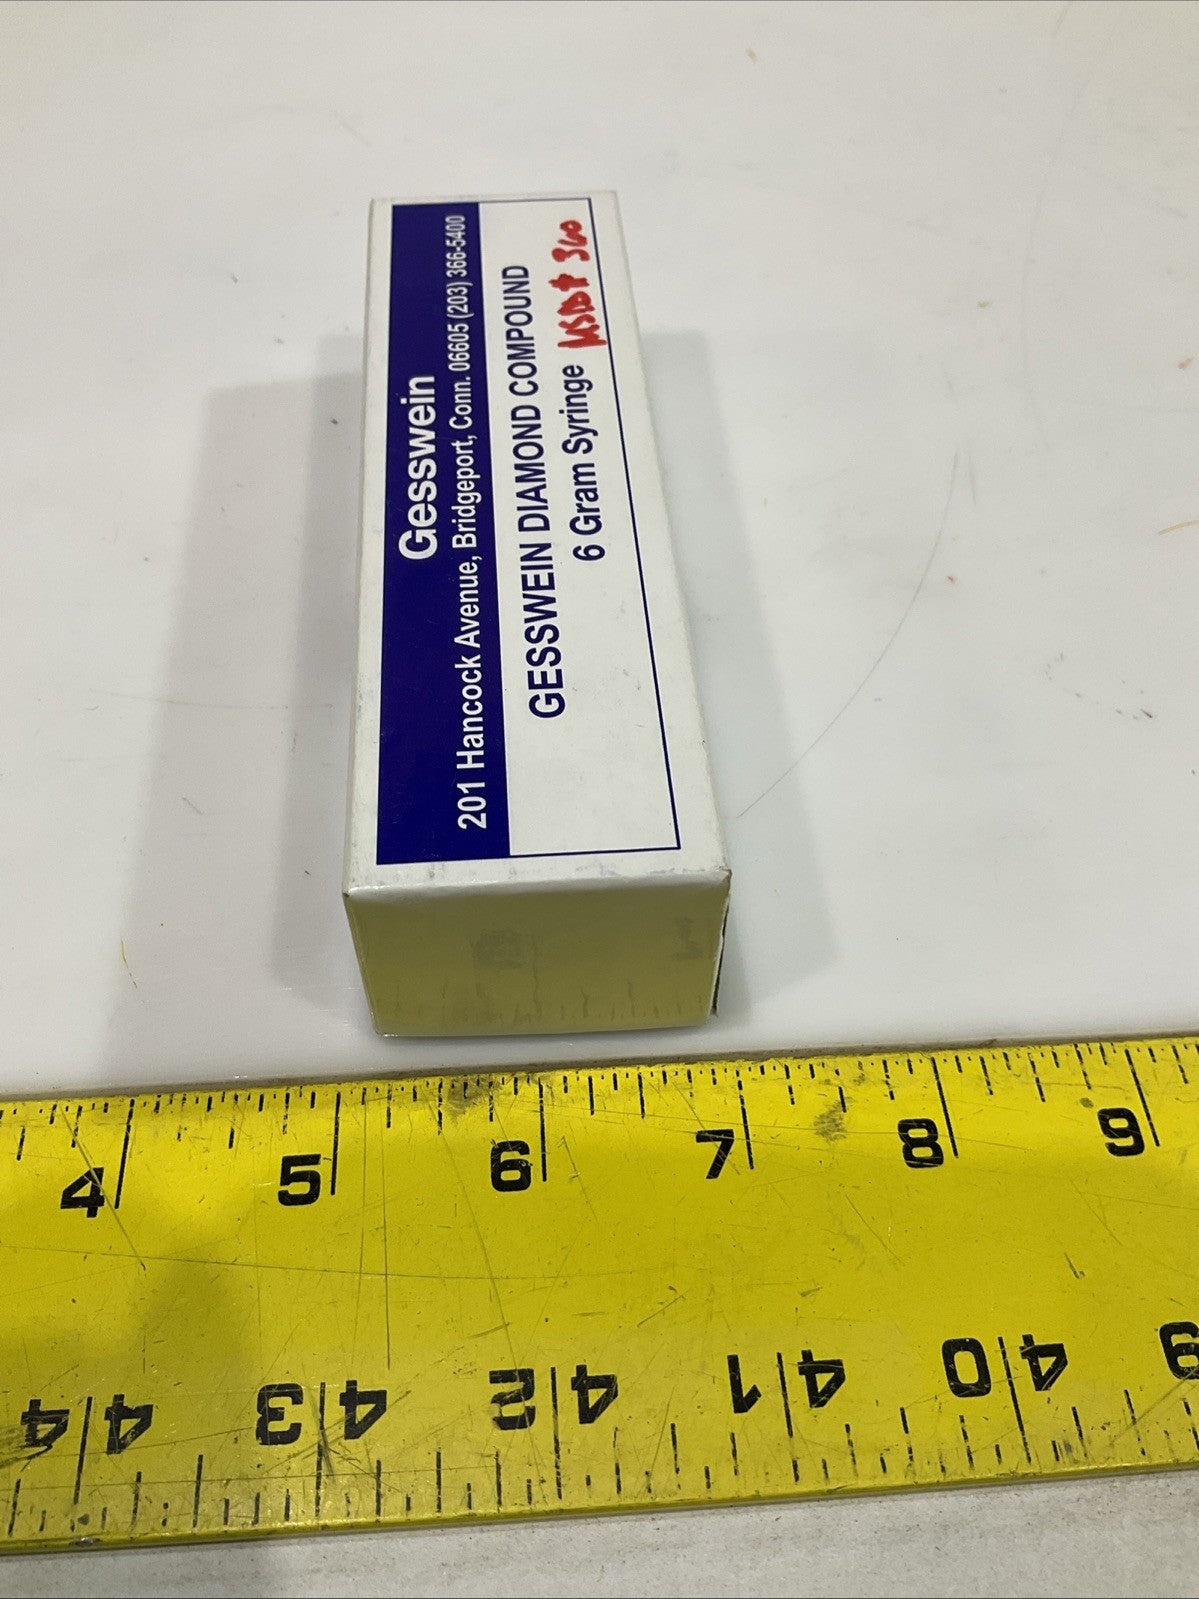 Gesswein
201 Hancock Avenue, Bridgeport, Conn. 06605 (203) 366-5400
GESSWEIN DIAMOND COMPOUND
6 Gram Syringe 360
4 5 6 7 8 9
44 43 42 41 40